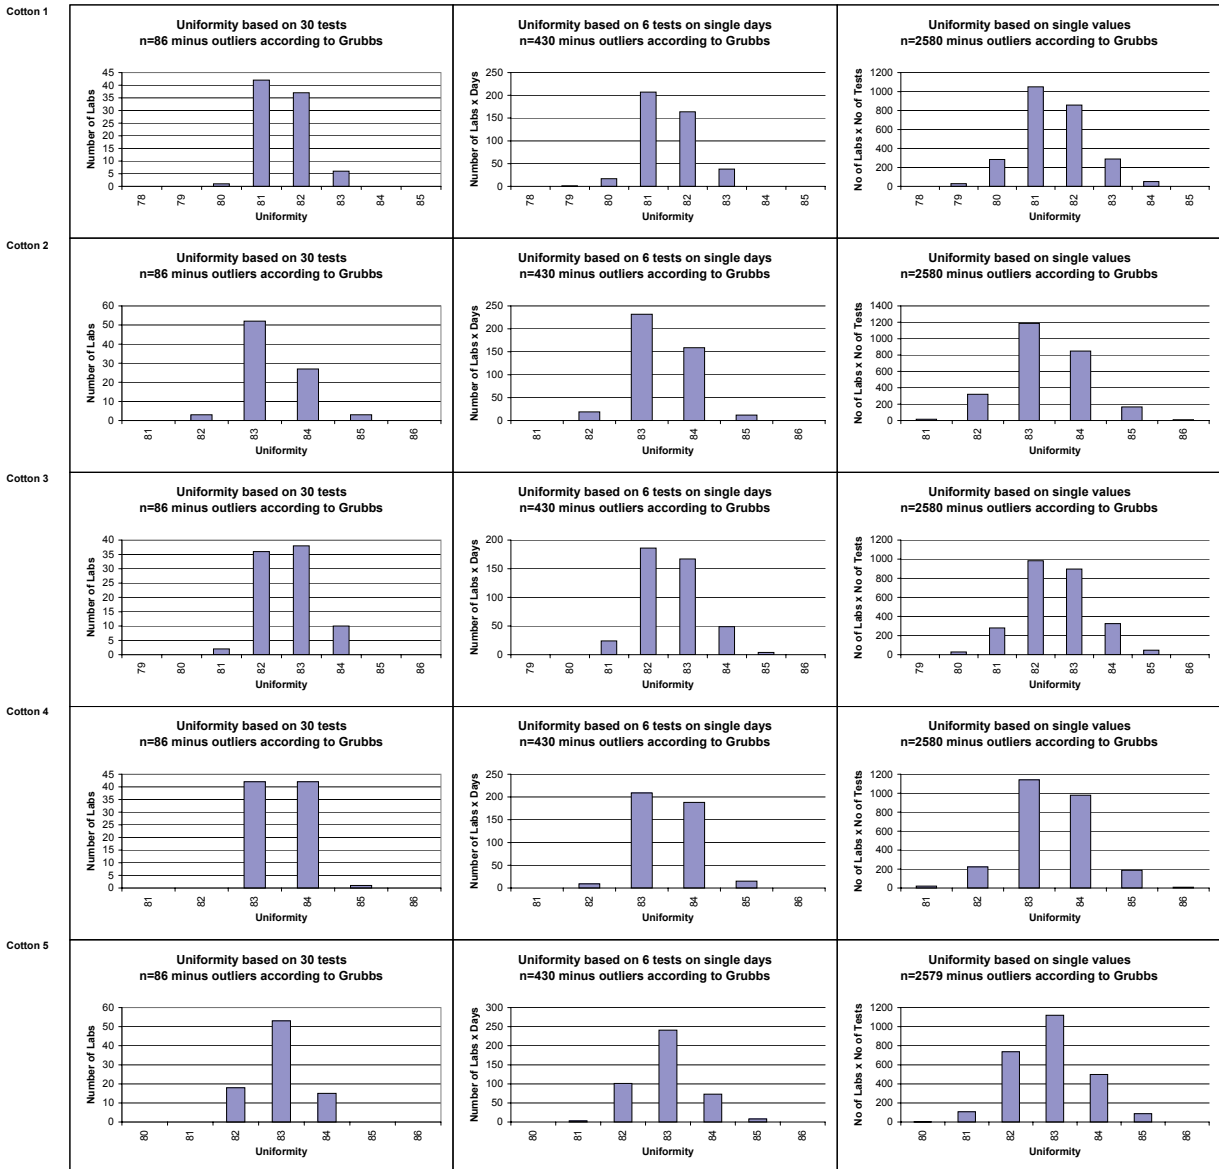 Cotton 1
Uniformity based on 30 tests
n=86 minus outliers according to Grubbs
Number of Labs
45
40
35
30
25
20
15
10
5
0
78 79 80 81 82 83 84 85
Uniformity
Uniformity based on 6 tests on single days
n=430 minus outliers according to Grubbs
Number of Labs x Days
250
200
150
100
50
0
78 79 80 81 82 83 84 85
Uniformity
Uniformity based on single values
n=2580 minus outliers according to Grubbs
No of Labs x No of Tests
1200
1000
800
600
400
200
0
78 79 80 81 82 83 84 85
Uniformity
Cotton 2
Uniformity based on 30 tests
n=86 minus outliers according to Grubbs
Number of Labs
60
50
40
30
20
10
0
81 82 83 84 85 86
Uniformity
Uniformity based on 6 tests on single days
n=430 minus outliers according to Grubbs
Number of Labs x Days
250
200
150
100
50
0
81 82 83 84 85 86
Uniformity
Uniformity based on single values
n=2580 minus outliers according to Grubbs
No of Labs x No of Tests
1400
1200
1000
800
600
400
200
0
81 82 83 84 85 86
Uniformity
Cotton 3
Uniformity based on 30 tests
n=86 minus outliers according to Grubbs
Number of Labs
40
35
30
25
20
15
10
5
0
79 80 81 82 83 84 85 86
Uniformity
Uniformity based on 6 tests on single days
n=430 minus outliers according to Grubbs
Number of Labs x Days
200
150
100
50
0
79 80 81 82 83 84 85 86
Uniformity
Uniformity based on single values
n=2580 minus outliers according to Grubbs
No of Labs x No of Tests
1200
1000
800
600
400
200
0
79 80 81 82 83 84 85 86
Uniformity
Cotton 4
Uniformity based on 30 tests
n=86 minus outliers according to Grubbs
Number of Labs
45
40
35
30
25
20
15
10
5
0
81 82 83 84 85 86
Uniformity
Uniformity based on 6 tests on single days
n=430 minus outliers according to Grubbs
Number of Labs x Days
250
200
150
100
50
0
81 82 83 84 85 86
Uniformity
Uniformity based on single values
n=2580 minus outliers according to Grubbs
No of Labs x No of Tests
1200
1000
800
600
400
200
0
81 82 83 84 85 86
Uniformity
Cotton 5
Uniformity based on 30 tests
n=86 minus outliers according to Grubbs
Number of Labs
60
50
40
30
20
10
0
80 81 82 83 84 85 86
Uniformity
Uniformity based on 6 tests on single days
n=430 minus outliers according to Grubbs
Number of Labs x Days
300
250
200
150
100
50
0
80 81 82 83 84 85 86
Uniformity
Uniformity based on single values
n=2579 minus outliers according to Grubbs
No of Labs x No of Tests
1200
1000
800
600
400
200
0
80 81 82 83 84 85 86
Uniformity